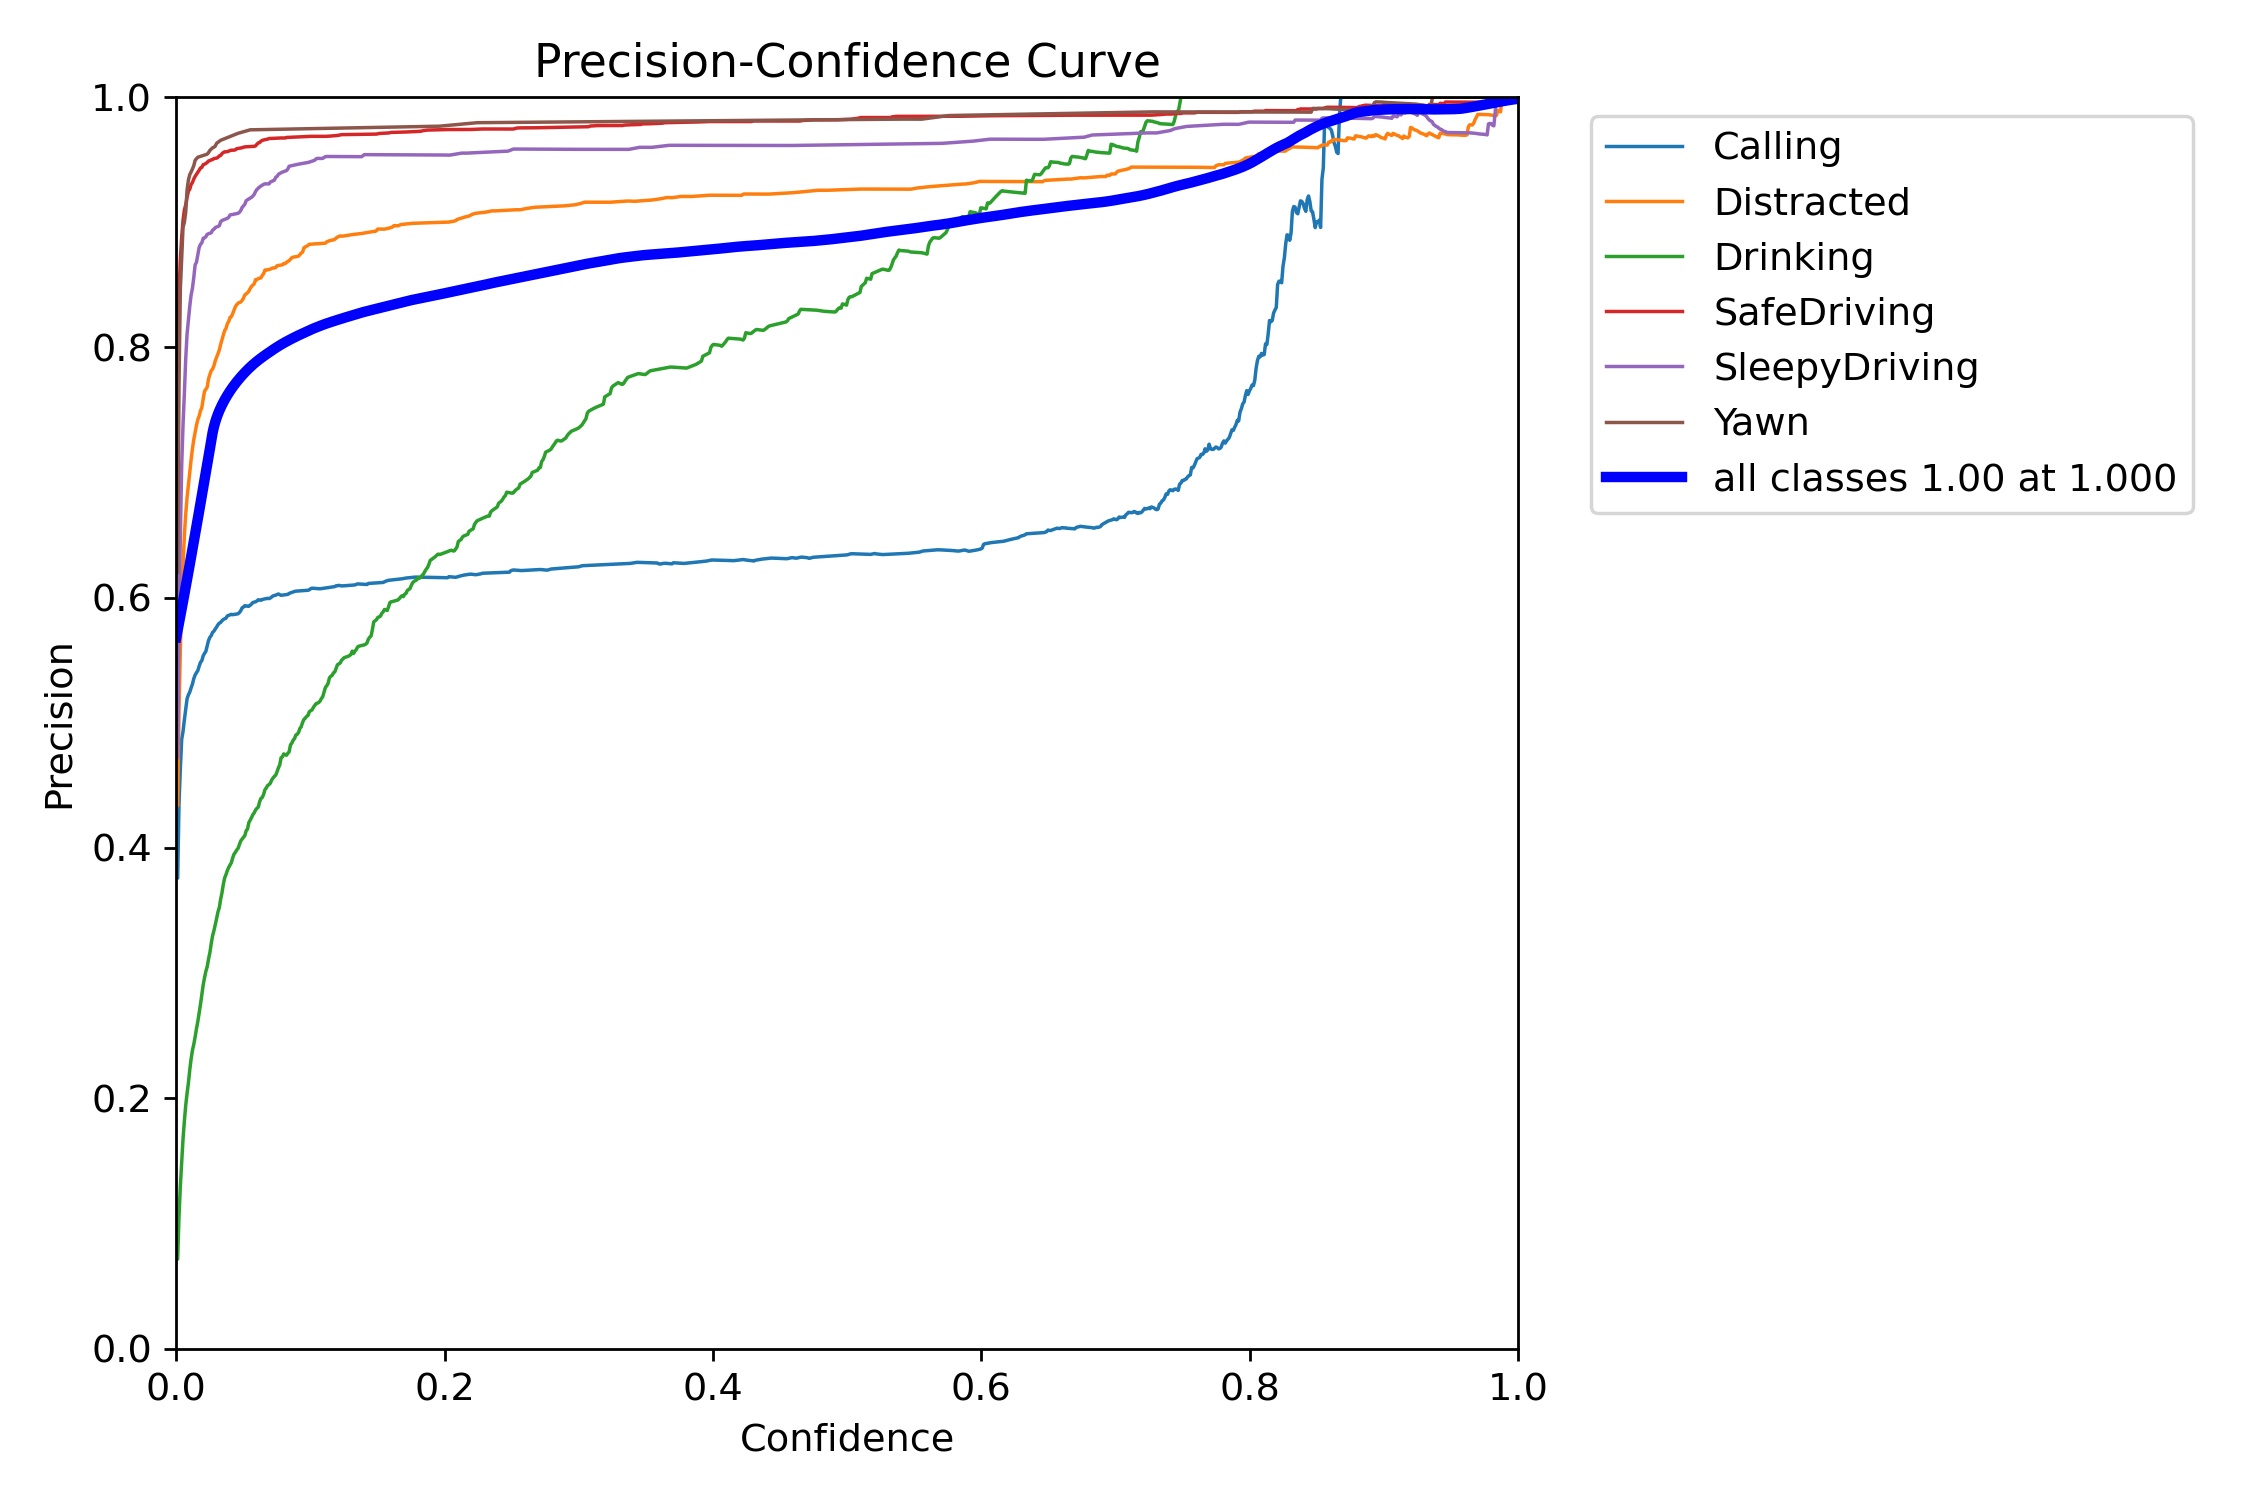 Precision-Confidence Curve
1.0
0.8
0.6
0.4
0.2
0.0
Precision
0.0 0.2 0.4 0.6 0.8 1.0
Confidence
Calling
Distracted
Drinking
SafeDriving
SleepyDriving
Yawn
all classes 1.00 at 1.000